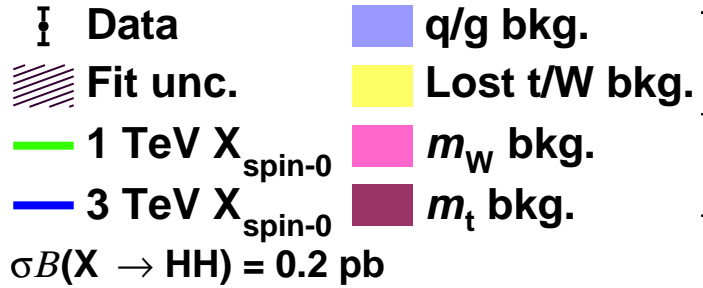 Data q/g bkg.
Fit unc. Lost t/W bkg.
1 TeV X_spin-0 m_W bkg.
3 TeV X_spin-0 m_t bkg.
σB(X → HH) = 0.2 pb